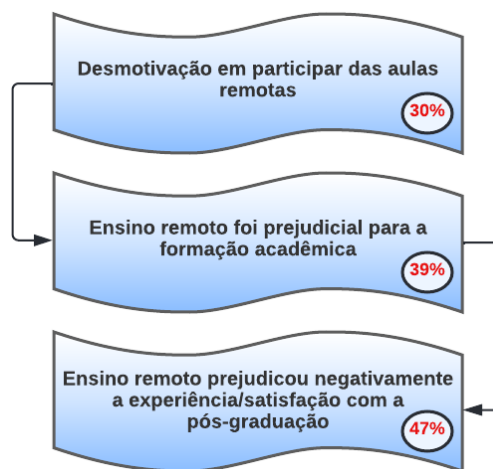 Desmotivação em participar das aulas
remotas
30%
Ensino remoto foi prejudicial para a
formação acadêmica
39%
Ensino remoto prejudicou negativamente
a experiência/satisfação com a
pós-graduação
47%